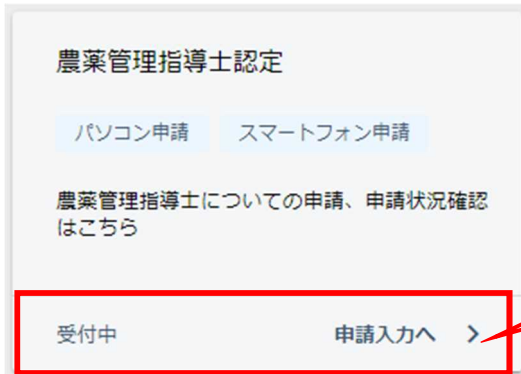 農薬管理指導士認定
パソコン申請 スマートフォン申請
農薬管理指導士についての申請、申請状況確認
はこちら
受付中 申請入力へ